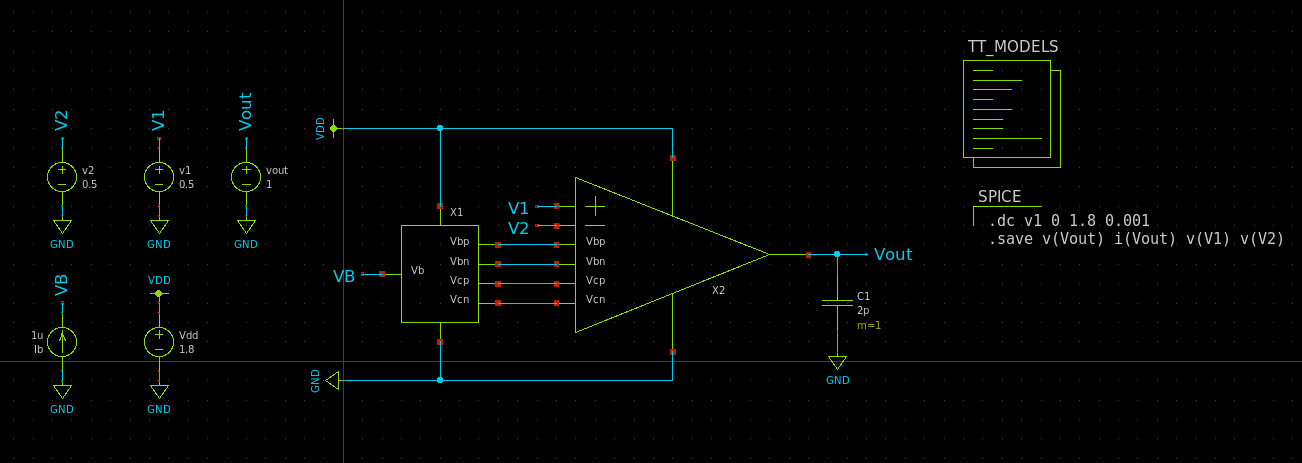 V2
v2
0.5
GND
V1
v1
0.5
GND
Vout
vout
1
GND
VB
1u
Ib
GND
VDD
Vdd
1.8
GND
VDD
X1
VB
Vb
Vbp
Vbn
Vcp
Vcn
GND
V1
V2
+
−
Vbp
Vbn
Vcp
Vcn
X2
Vout
C1
2p
m=1
GND
TT_MODELS
SPICE
.dc v1 0 1.8 0.001
.save v(Vout) i(Vout) v(V1) v(V2)